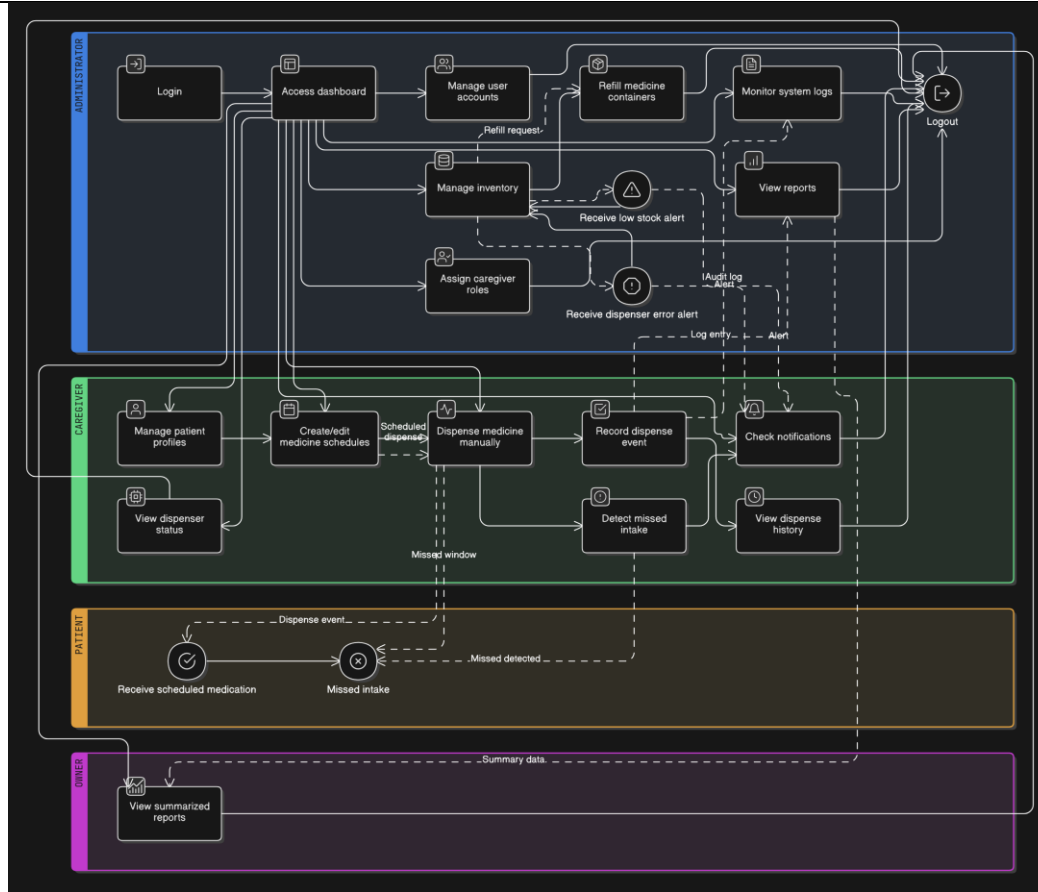 ADMINISTRATOR
Login
Access dashboard
Manage user
accounts
Refill medicine
containers
Monitor system logs
Logout
Refill request
Manage inventory
Receive low stock alert
View reports
Assign caregiver
roles
Receive dispenser error alert
Audit log
Alert
Log entry
Alert
CAREGIVER
Manage patient
profiles
Create/edit
medicine schedules
Scheduled
dispense
Dispense medicine
manually
Record dispense
event
Check notifications
View dispenser
status
Detect missed
intake
View dispense
history
Missed window
PATIENT
Dispense event
Receive scheduled medication
Missed intake
Missed detected
OWNER
Summary data
View summarized
reports